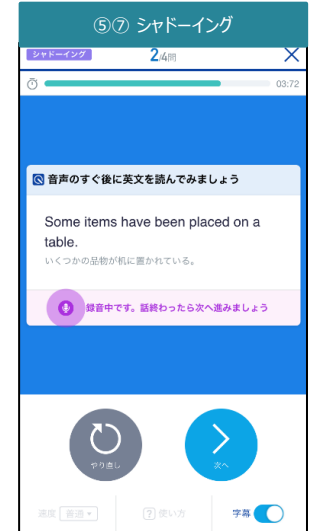 ⑤⑦ シャドーイング
シャドーイング
2/4問
03:72
音声のすぐ後に英文を読んでみましょう
Some items have been placed on a
table.
いくつかの品物が机に置かれている。
録音中です。話終わったら次へ進みましょう
やり直し
次へ
速度 普通 ▾
? 使い方
字幕